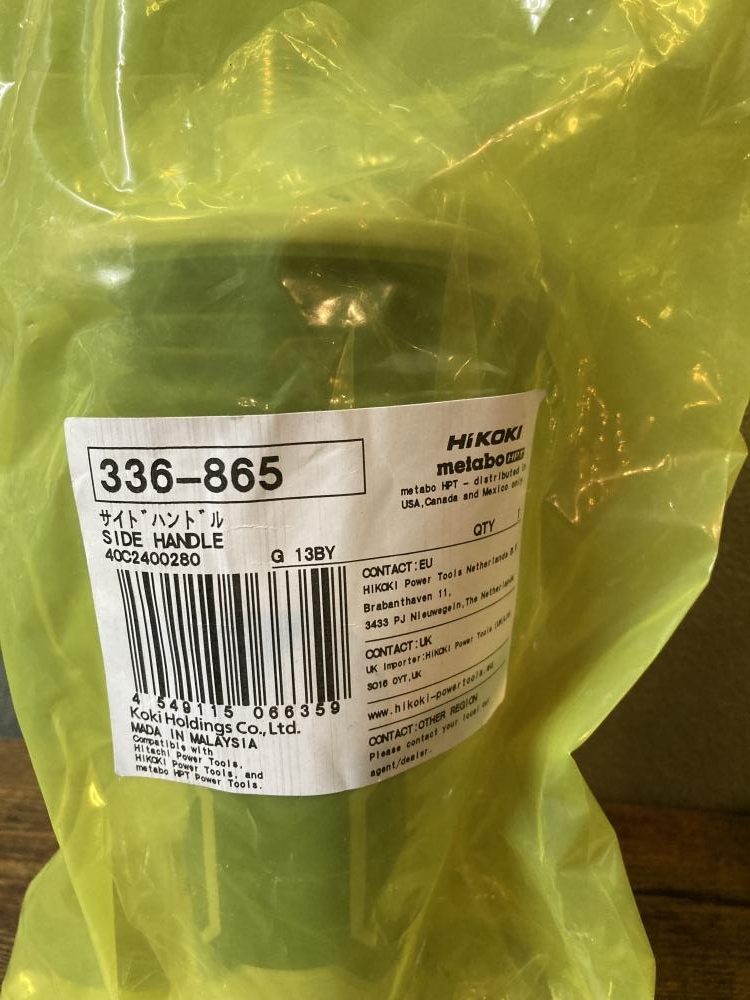 336-865
サイドハンドル
SIDE HANDLE
40C2400280
G 13BY
4 549115 066359
Koki Holdings Co., Ltd.
MADA IN MALAYSIA
Compatible with
Hitachi Power Tools,
HiKOKI Power Tools, and
metabo HPT Power Tools.
HiKOKI
metabo HPT
metabo HPT - distributed in
USA,Canada and Mexico only
QTY 1
CONTACT:EU
HiKOKI Power Tools Netherlands B.V
Brabanthaven 11,
3433 PJ Nieuwegein,The Netherlands
CONTACT:UK
UK Importer:HiKOKI Power Tools
SO16 0YT,UK
www.hikoki-powertools.eu
CONTACT:OTHER REGION
Please contact your local
agent/dealer.